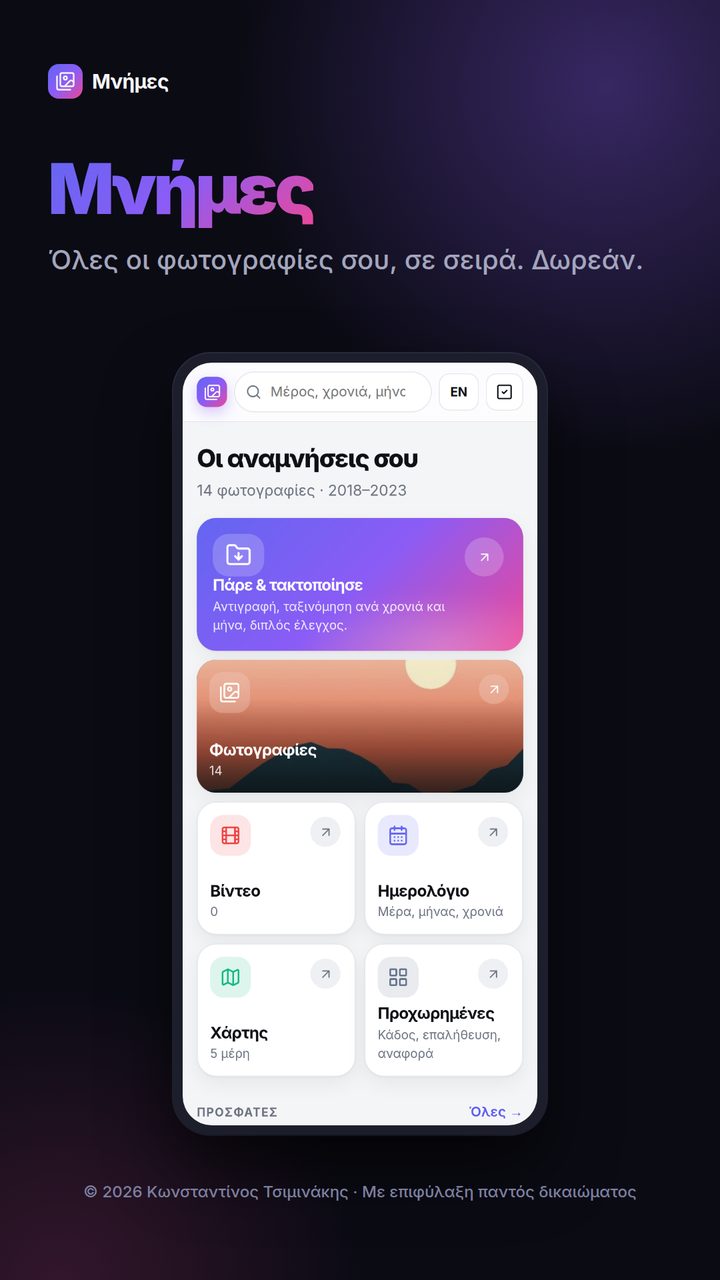 Μνήμες
Μνήμες
Όλες οι φωτογραφίες σου, σε σειρά. Δωρεάν.
Μέρος, χρονιά, μήνα
EN
Οι αναμνήσεις σου
14 φωτογραφίες · 2018–2023
Πάρε & τακτοποίησε
Αντιγραφή, ταξινόμηση ανά χρονιά και
μήνα, διπλός έλεγχος.
Φωτογραφίες
14
Βίντεο
0
Ημερολόγιο
Μέρα, μήνας, χρονιά
Χάρτης
5 μέρη
Προχωρημένες
Κάδος, επαλήθευση,
αναφορά
ΠΡΟΣΦΑΤΕΣ
Όλες →
© 2026 Κωνσταντίνος Τσιμινάκης · Με επιφύλαξη παντός δικαιώματος